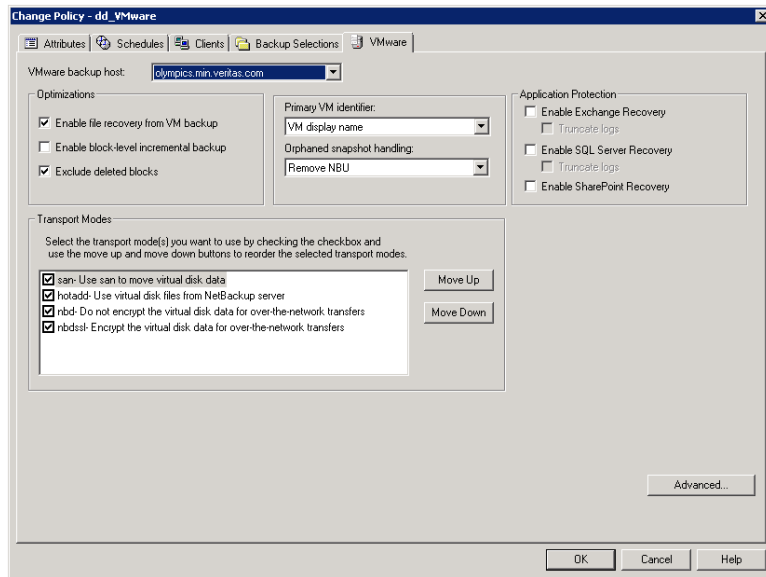 Change Policy - dd_VMware
Attributes Schedules Clients Backup Selections VMware
VMware backup host: olympics.min.veritas.com
Optimizations
Enable file recovery from VM backup
Enable block-level incremental backup
Exclude deleted blocks
Primary VM identifier:
VM display name
Orphaned snapshot handling:
Remove NBU
Application Protection
Enable Exchange Recovery
Truncate logs
Enable SQL Server Recovery
Truncate logs
Enable SharePoint Recovery
Transport Modes
Select the transport mode(s) you want to use by checking the checkbox and
use the move up and move down buttons to reorder the selected transport modes.
san- Use san to move virtual disk data
hotadd- Use virtual disk files from NetBackup server
nbd- Do not encrypt the virtual disk data for over-the-network transfers
nbdssl- Encrypt the virtual disk data for over-the-network transfers
Move Up
Move Down
Advanced...
OK Cancel Help